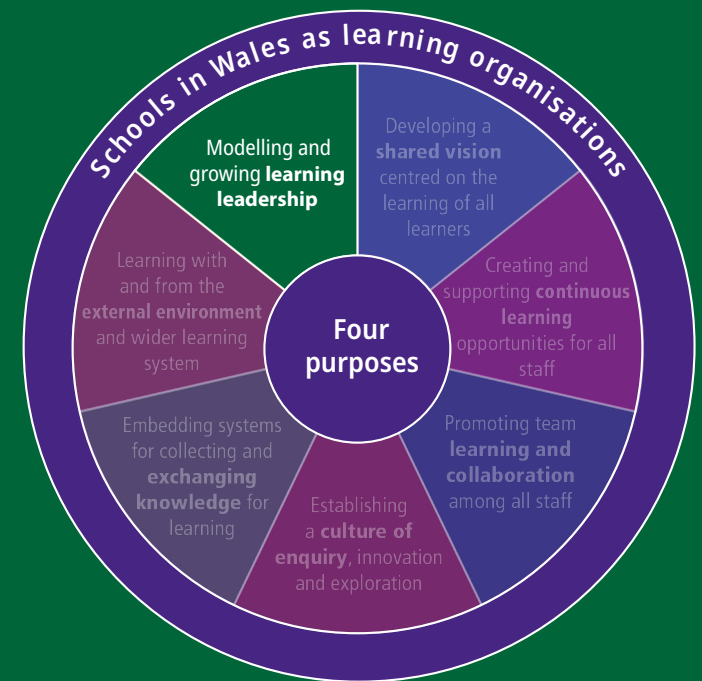 Schools in Wales as learning organisations
Modelling and
growing learning
leadership
Developing a
shared vision
centred on the
learning of all
learners
Creating and
supporting continuous
learning
opportunities for all
staff
Promoting team
learning and
collaboration
among all staff
Establishing
a culture of
enquiry, innovation
and exploration
Embedding systems
for collecting and
exchanging
knowledge for
learning
Learning with
and from the
external environment
and wider learning
system
Four
purposes